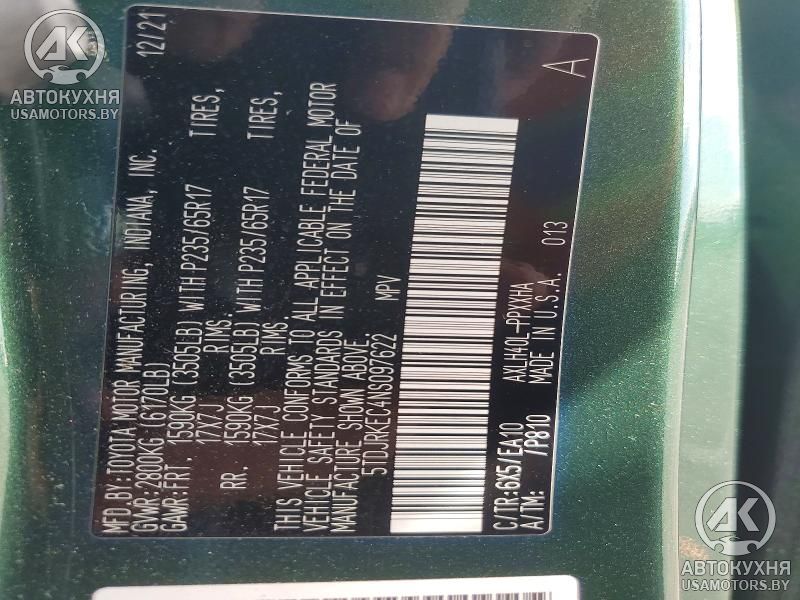 MFD.BY:TOYOTA MOTOR MANUFACTURING, INDIANA, INC. 12/21
GVWR:2800KG (6170LB)
GAWR:FRT. 1590KG (3505LB) WITH P235/65R17 TIRES,
17X7J RIMS.
RR. 1590KG (3505LB) WITH P235/65R17 TIRES,
17X7J RIMS
THIS VEHICLE CONFORMS TO ALL APPLICABLE FEDERAL MOTOR
VEHICLE SAFETY STANDARDS IN EFFECT ON THE DATE OF
MANUFACTURE SHOWN ABOVE.
5TDJRKEC4NS097622 MPV
C/TR:6X5/EA10 AXLH40L-PPXXHA
A/TM: /P810 MADE IN U.S.A. 013 A
АК
АВТОКУХНЯ
USAMOTORS.BY
АК
АВТОКУХНЯ
USAMOTORS.BY